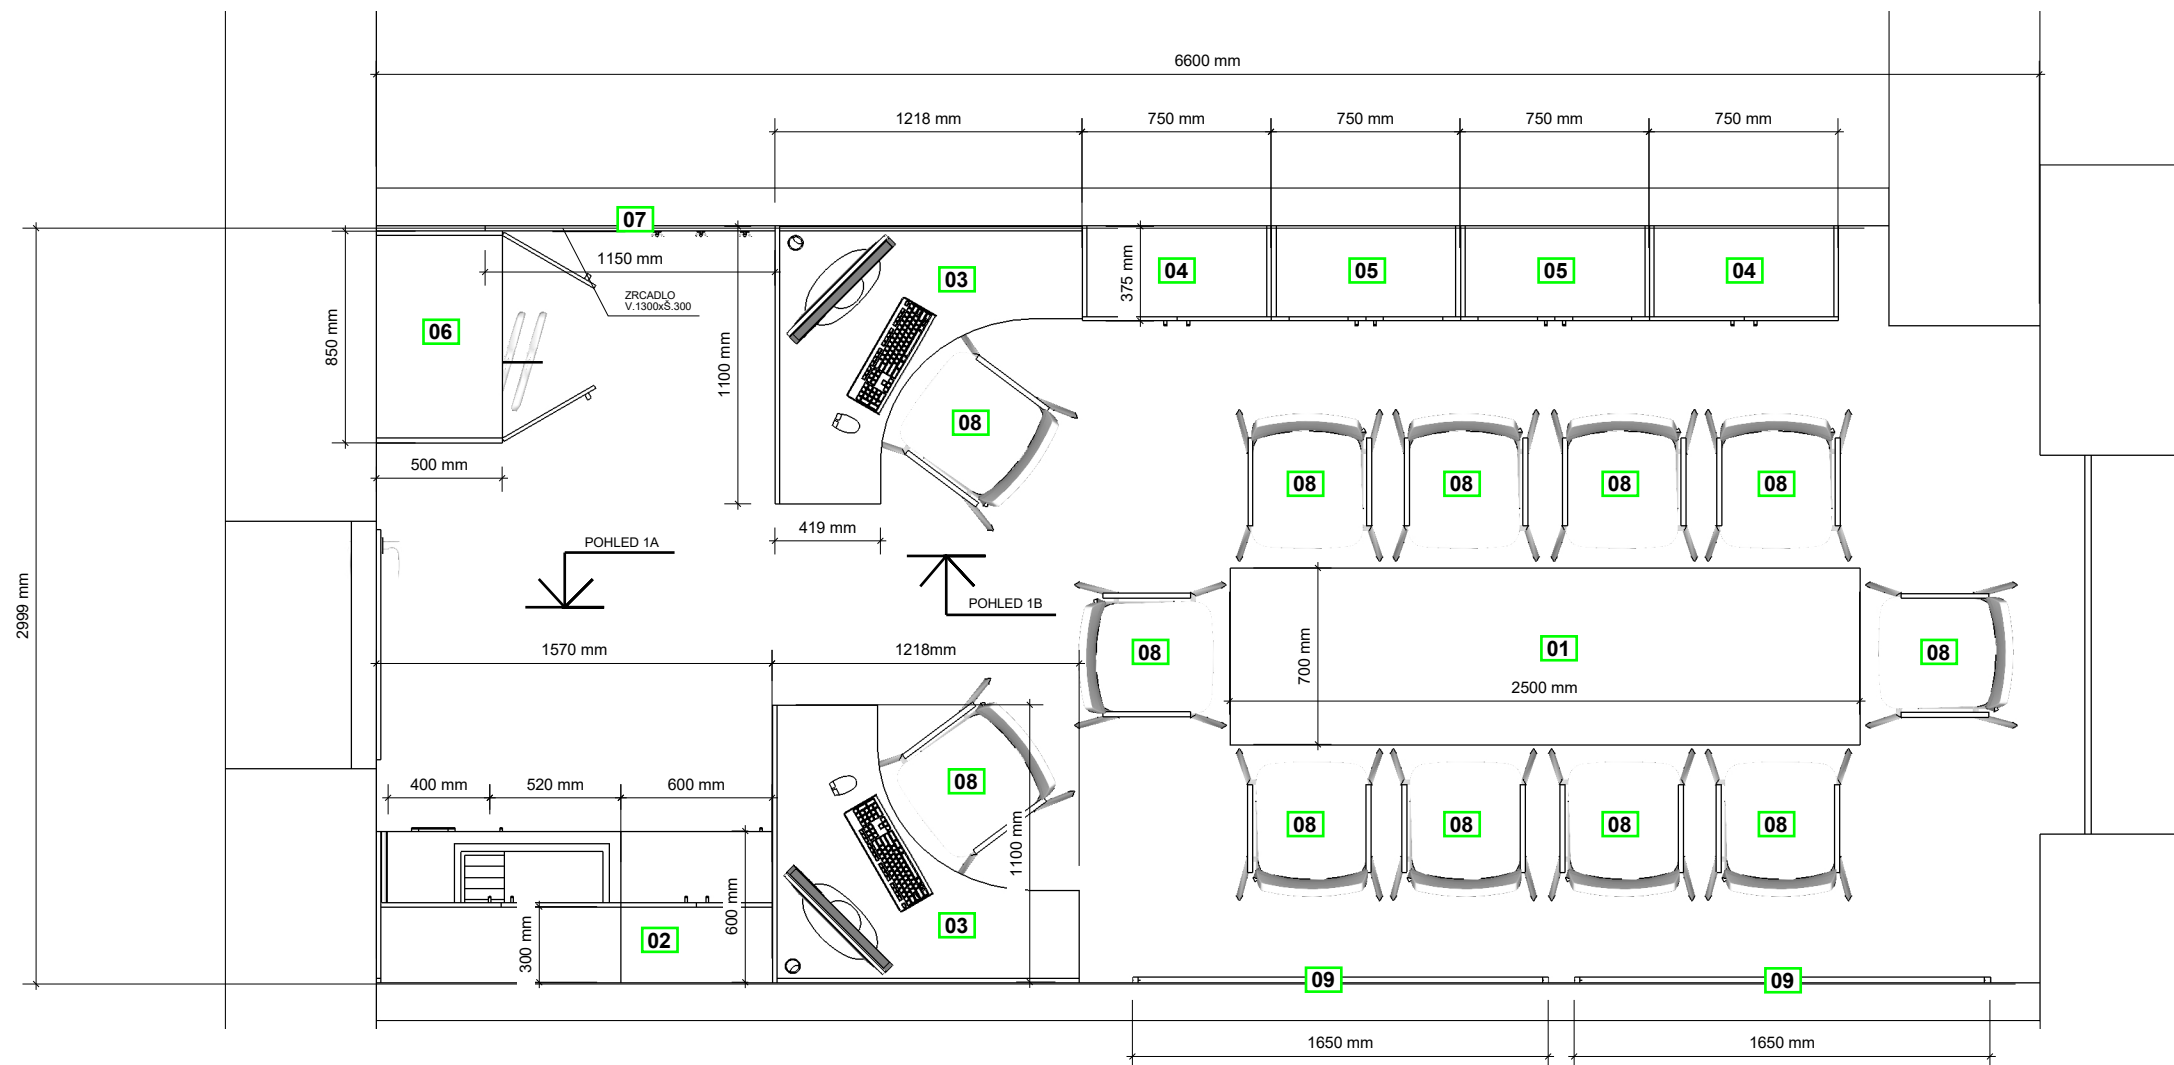 6600 mm
1218 mm
750 mm
750 mm
750 mm
750 mm
07
1150 mm
03
04
05
05
04
375 mm
ZRCADLO
V.1300xŠ.300
06
850 mm
1100 mm
08
500 mm
08
08
08
08
419 mm
POHLED 1A
POHLED 1B
2999 mm
1570 mm
1218mm
08
700 mm
01
08
2500 mm
400 mm
520 mm
600 mm
08
1100 mm
08
08
08
08
600 mm
300 mm
02
03
09
09
1650 mm
1650 mm